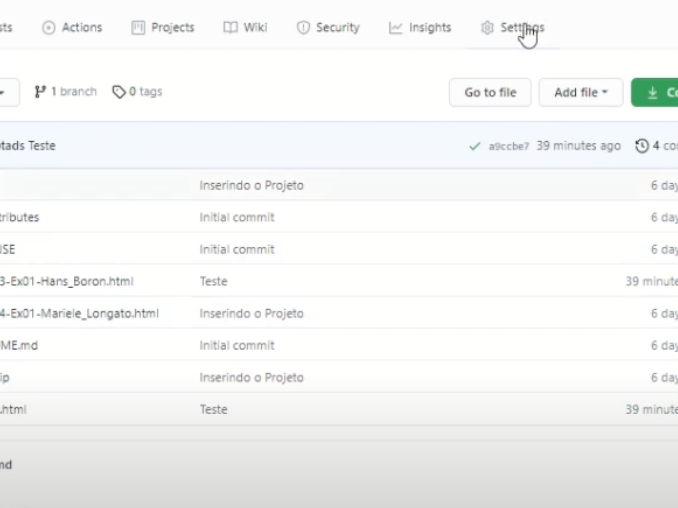 sts Actions Projects Wiki Security Insights Settings
1 branch 0 tags Go to file Add file Co
tads Teste a9ccbe7 39 minutes ago 4 co
Inserindo o Projeto 6 day
tributes Initial commit 6 day
NSE Initial commit 6 day
3-Ex01-Hans_Boron.html Teste 39 minute
4-Ex01-Mariele_Longato.html Inserindo o Projeto 6 day
ME.md Initial commit 6 day
ip Inserindo o Projeto 6 day
.html Teste 39 minute
md